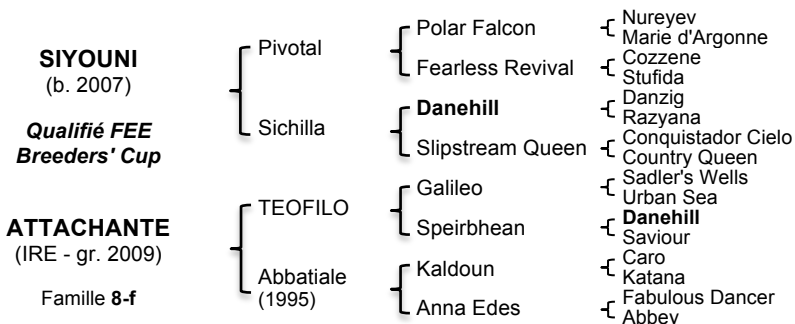 SIYOUNI
(b. 2007)
Qualifié FEE
Breeders' Cup
ATTACHANTE
(IRE - gr. 2009)
Famille 8-f
Pivotal
Sichilla
TEOFILO
Abbatiale
(1995)
Polar Falcon
Fearless Revival
Danehill
Slipstream Queen
Galileo
Speirbhean
Kaldoun
Anna Edes
Nureyev
Marie d'Argonne
Cozzene
Stufida
Danzig
Razyana
Conquistador Cielo
Country Queen
Sadler's Wells
Urban Sea
Danehill
Saviour
Caro
Katana
Fabulous Dancer
Abbey